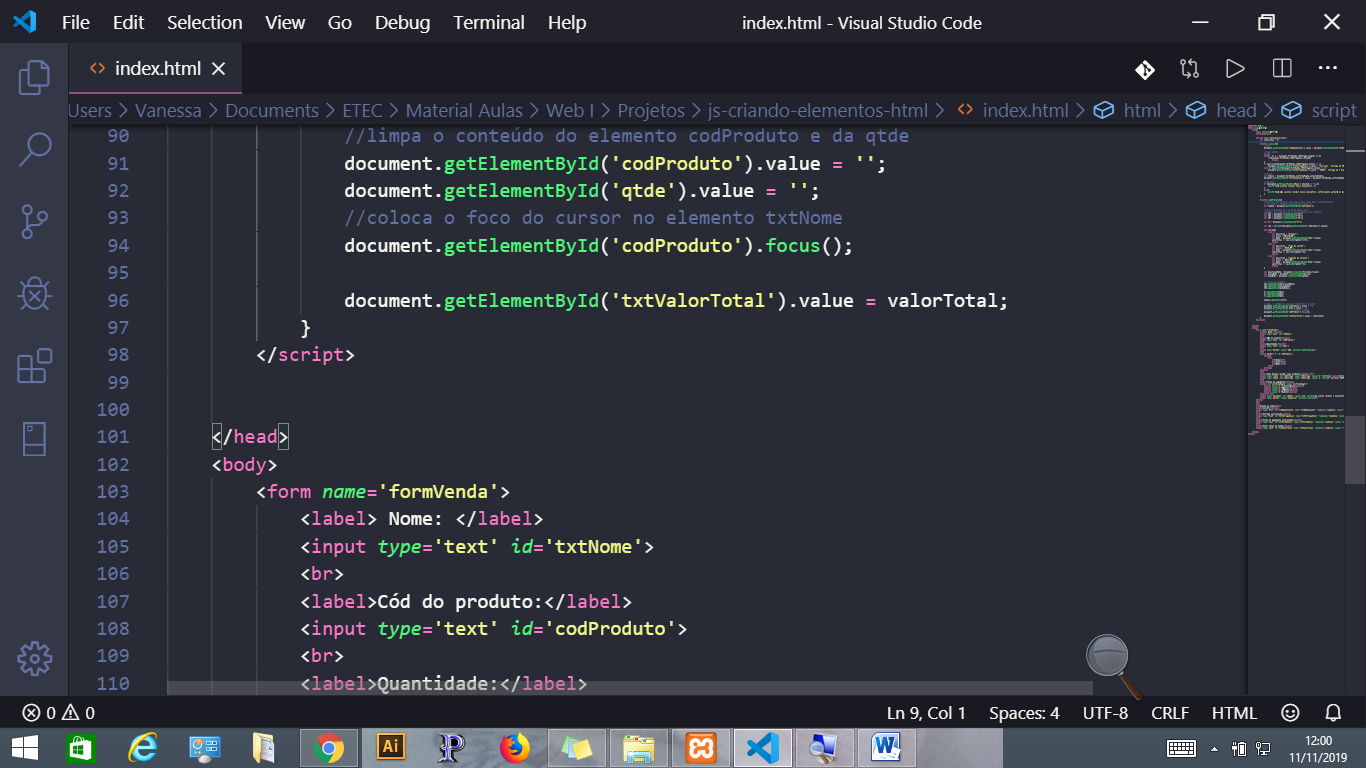 File Edit Selection View Go Debug Terminal Help index.html - Visual Studio Code
index.html
Users > Vanessa > Documents > ETEC > Material Aulas > Web I > Projetos > js-criando-elementos-html > index.html > html > head > script
90 //limpa o conteúdo do elemento codProduto e da qtde
91 document.getElementById('codProduto').value = '';
92 document.getElementById('qtde').value = '';
93 //coloca o foco do cursor no elemento txtNome
94 document.getElementById('codProduto').focus();
95
96 document.getElementById('txtValorTotal').value = valorTotal;
97 }
98 </script>
99
100
101 </head>
102 <body>
103 <form name='formVenda'>
104 <label> Nome: </label>
105 <input type='text' id='txtNome'>
106 <br>
107 <label>Cód do produto:</label>
108 <input type='text' id='codProduto'>
109 <br>
110 <label>Quantidade:</label>
0 0 Ln 9, Col 1 Spaces: 4 UTF-8 CRLF HTML
Ai
12:00
11/11/2019